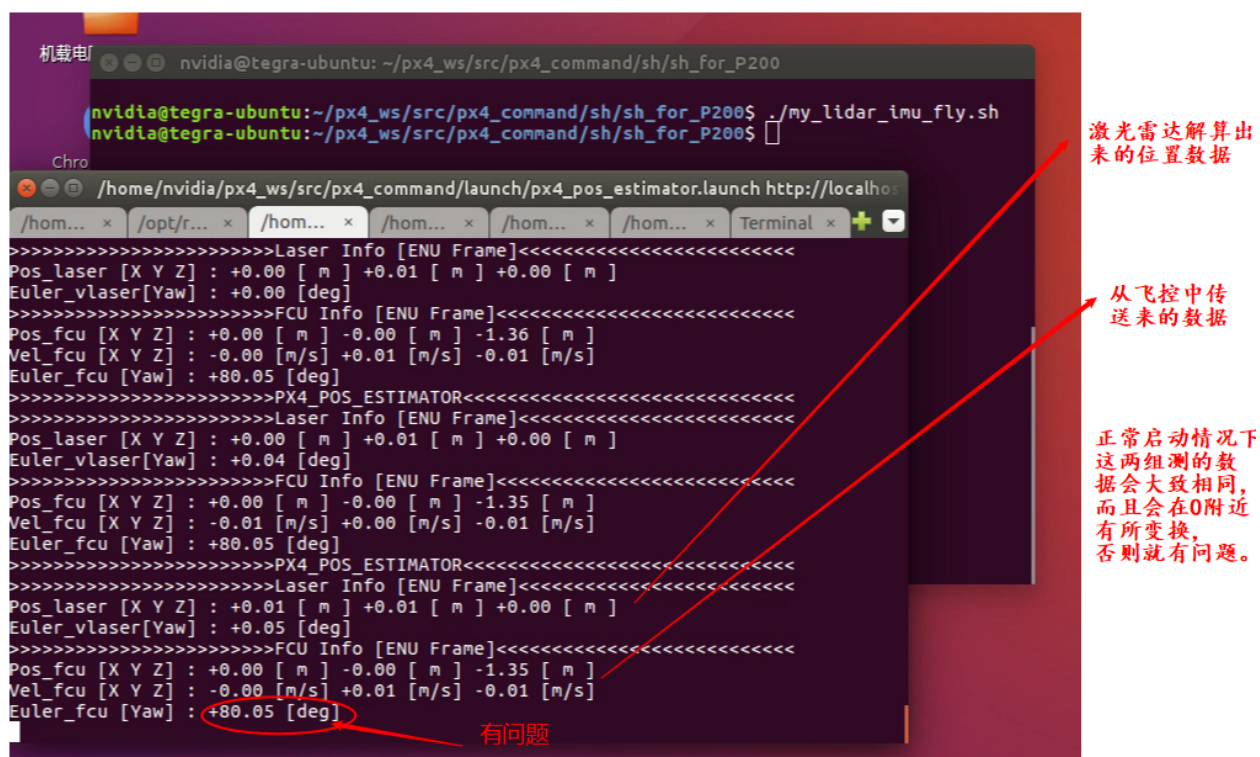 机载电
nvidia@tegra-ubuntu: ~/px4_ws/src/px4_command/sh/sh_for_P200
nvidia@tegra-ubuntu:~/px4_ws/src/px4_command/sh/sh_for_P200$ ./my_lidar_imu_fly.sh
nvidia@tegra-ubuntu:~/px4_ws/src/px4_command/sh/sh_for_P200$
Chro
/home/nvidia/px4_ws/src/px4_command/launch/px4_pos_estimator.launch http://localhos
/hom... × /opt/r... × /hom... × /hom... × /hom... × /hom... × Terminal ×
>>>>>>>>>>>>>>>>>>>>>>>>Laser Info [ENU Frame]<<<<<<<<<<<<<<<<<<<<<<<<<<<
Pos_laser [X Y Z] : +0.00 [ m ] +0.01 [ m ] +0.00 [ m ]
Euler_vlaser[Yaw] : +0.00 [deg]
>>>>>>>>>>>>>>>>>>>>>>>>FCU Info [ENU Frame]<<<<<<<<<<<<<<<<<<<<<<<<<<<<<
Pos_fcu [X Y Z] : +0.00 [ m ] -0.00 [ m ] -1.36 [ m ]
Vel_fcu [X Y Z] : -0.00 [m/s] +0.01 [m/s] -0.01 [m/s]
Euler_fcu [Yaw] : +80.05 [deg]
>>>>>>>>>>>>>>>>>>>>>>>>PX4_POS_ESTIMATOR<<<<<<<<<<<<<<<<<<<<<<<<<<<<<<<<
>>>>>>>>>>>>>>>>>>>>>>>>Laser Info [ENU Frame]<<<<<<<<<<<<<<<<<<<<<<<<<<<
Pos_laser [X Y Z] : +0.00 [ m ] +0.01 [ m ] +0.00 [ m ]
Euler_vlaser[Yaw] : +0.04 [deg]
>>>>>>>>>>>>>>>>>>>>>>>>FCU Info [ENU Frame]<<<<<<<<<<<<<<<<<<<<<<<<<<<<<
Pos_fcu [X Y Z] : +0.00 [ m ] -0.00 [ m ] -1.35 [ m ]
Vel_fcu [X Y Z] : -0.01 [m/s] +0.00 [m/s] -0.01 [m/s]
Euler_fcu [Yaw] : +80.05 [deg]
>>>>>>>>>>>>>>>>>>>>>>>>PX4_POS_ESTIMATOR<<<<<<<<<<<<<<<<<<<<<<<<<<<<<<<<
>>>>>>>>>>>>>>>>>>>>>>>>Laser Info [ENU Frame]<<<<<<<<<<<<<<<<<<<<<<<<<<<
Pos_laser [X Y Z] : +0.01 [ m ] +0.01 [ m ] +0.00 [ m ]
Euler_vlaser[Yaw] : +0.05 [deg]
>>>>>>>>>>>>>>>>>>>>>>>>FCU Info [ENU Frame]<<<<<<<<<<<<<<<<<<<<<<<<<<<<<
Pos_fcu [X Y Z] : +0.00 [ m ] -0.00 [ m ] -1.35 [ m ]
Vel_fcu [X Y Z] : -0.00 [m/s] +0.01 [m/s] -0.01 [m/s]
Euler_fcu [Yaw] : +80.05 [deg]
有问题
激光雷达解算出
来的位置数据
从飞控中传
送来的数据
正常启动情况下
这两组测的数
据会大致相同,
而且会在0附近
有所变换,
否则就有问题。